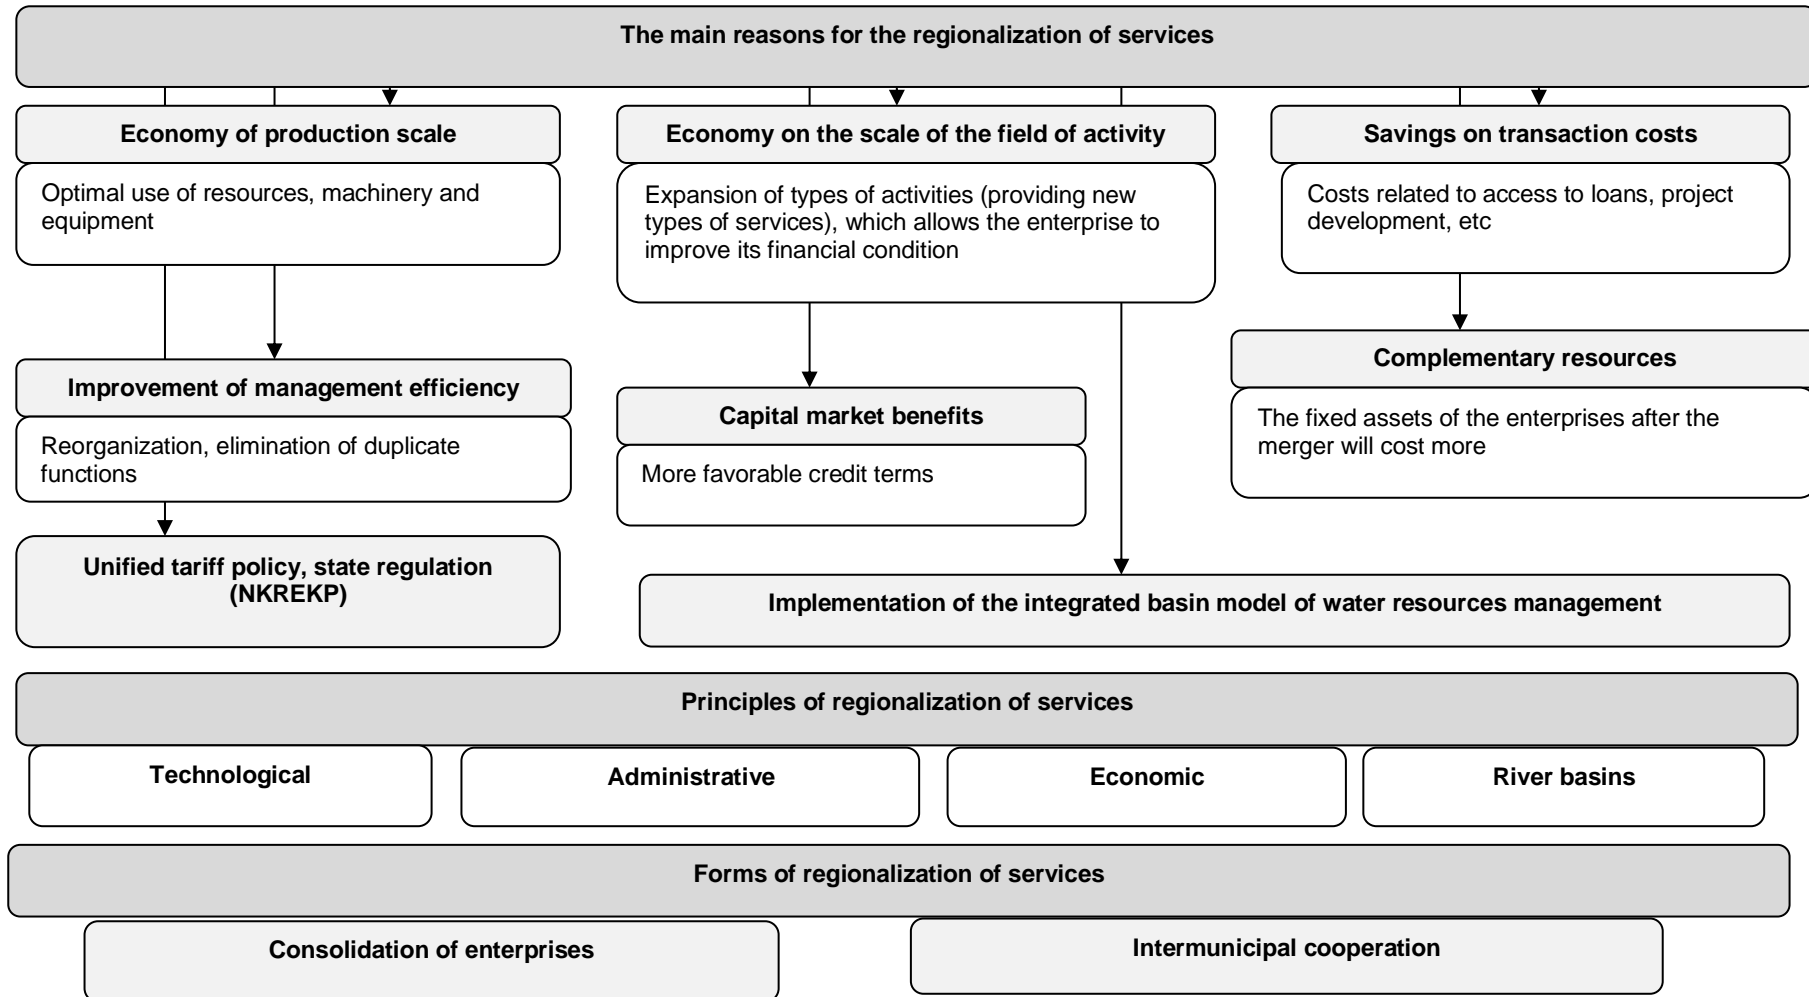 The main reasons for the regionalization of services
Economy of production scale
Optimal use of resources, machinery and
equipment
Economy on the scale of the field of activity
Expansion of types of activities (providing new
types of services), which allows the enterprise to
improve its financial condition
Savings on transaction costs
Costs related to access to loans, project
development, etc
Improvement of management efficiency
Reorganization, elimination of duplicate
functions
Capital market benefits
More favorable credit terms
Complementary resources
The fixed assets of the enterprises after the
merger will cost more
Unified tariff policy, state regulation
(NKREKP)
Implementation of the integrated basin model of water resources management
Principles of regionalization of services
Technological
Administrative
Economic
River basins
Forms of regionalization of services
Consolidation of enterprises
Intermunicipal cooperation